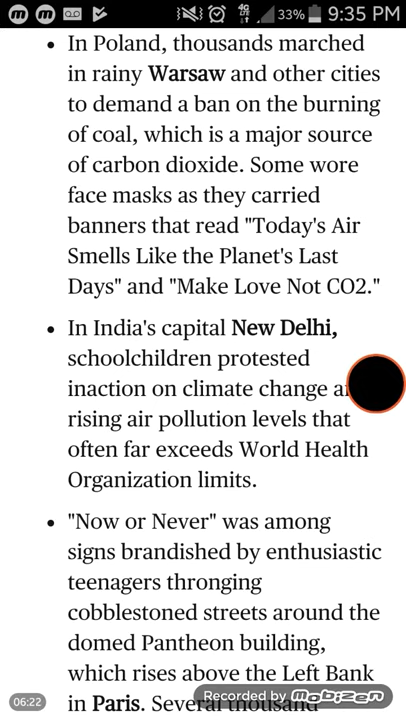 4G
LTE
33% 9:35 PM
• In Poland, thousands marched
in rainy Warsaw and other cities
to demand a ban on the burning
of coal, which is a major source
of carbon dioxide. Some wore
face masks as they carried
banners that read "Today's Air
Smells Like the Planet's Last
Days" and "Make Love Not CO2."
• In India's capital New Delhi,
schoolchildren protested
inaction on climate change
rising air pollution levels that
often far exceeds World Health
Organization limits.
• "Now or Never" was among
signs brandished by enthusiastic
teenagers thronging
cobblestoned streets around the
domed Pantheon building,
which rises above the Left Bank
in Paris. Several thousand
06:22
Recorded by mobizen